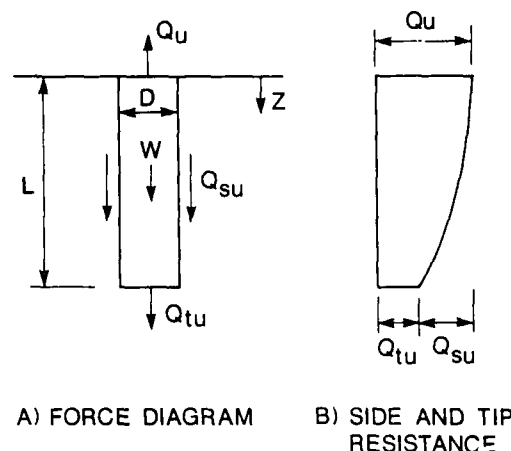 Qu
Qu
D
Z
W
L
Qsu
Qtu
Qtu
Qsu
A) FORCE DIAGRAM
B) SIDE AND TIP
RESISTANCE